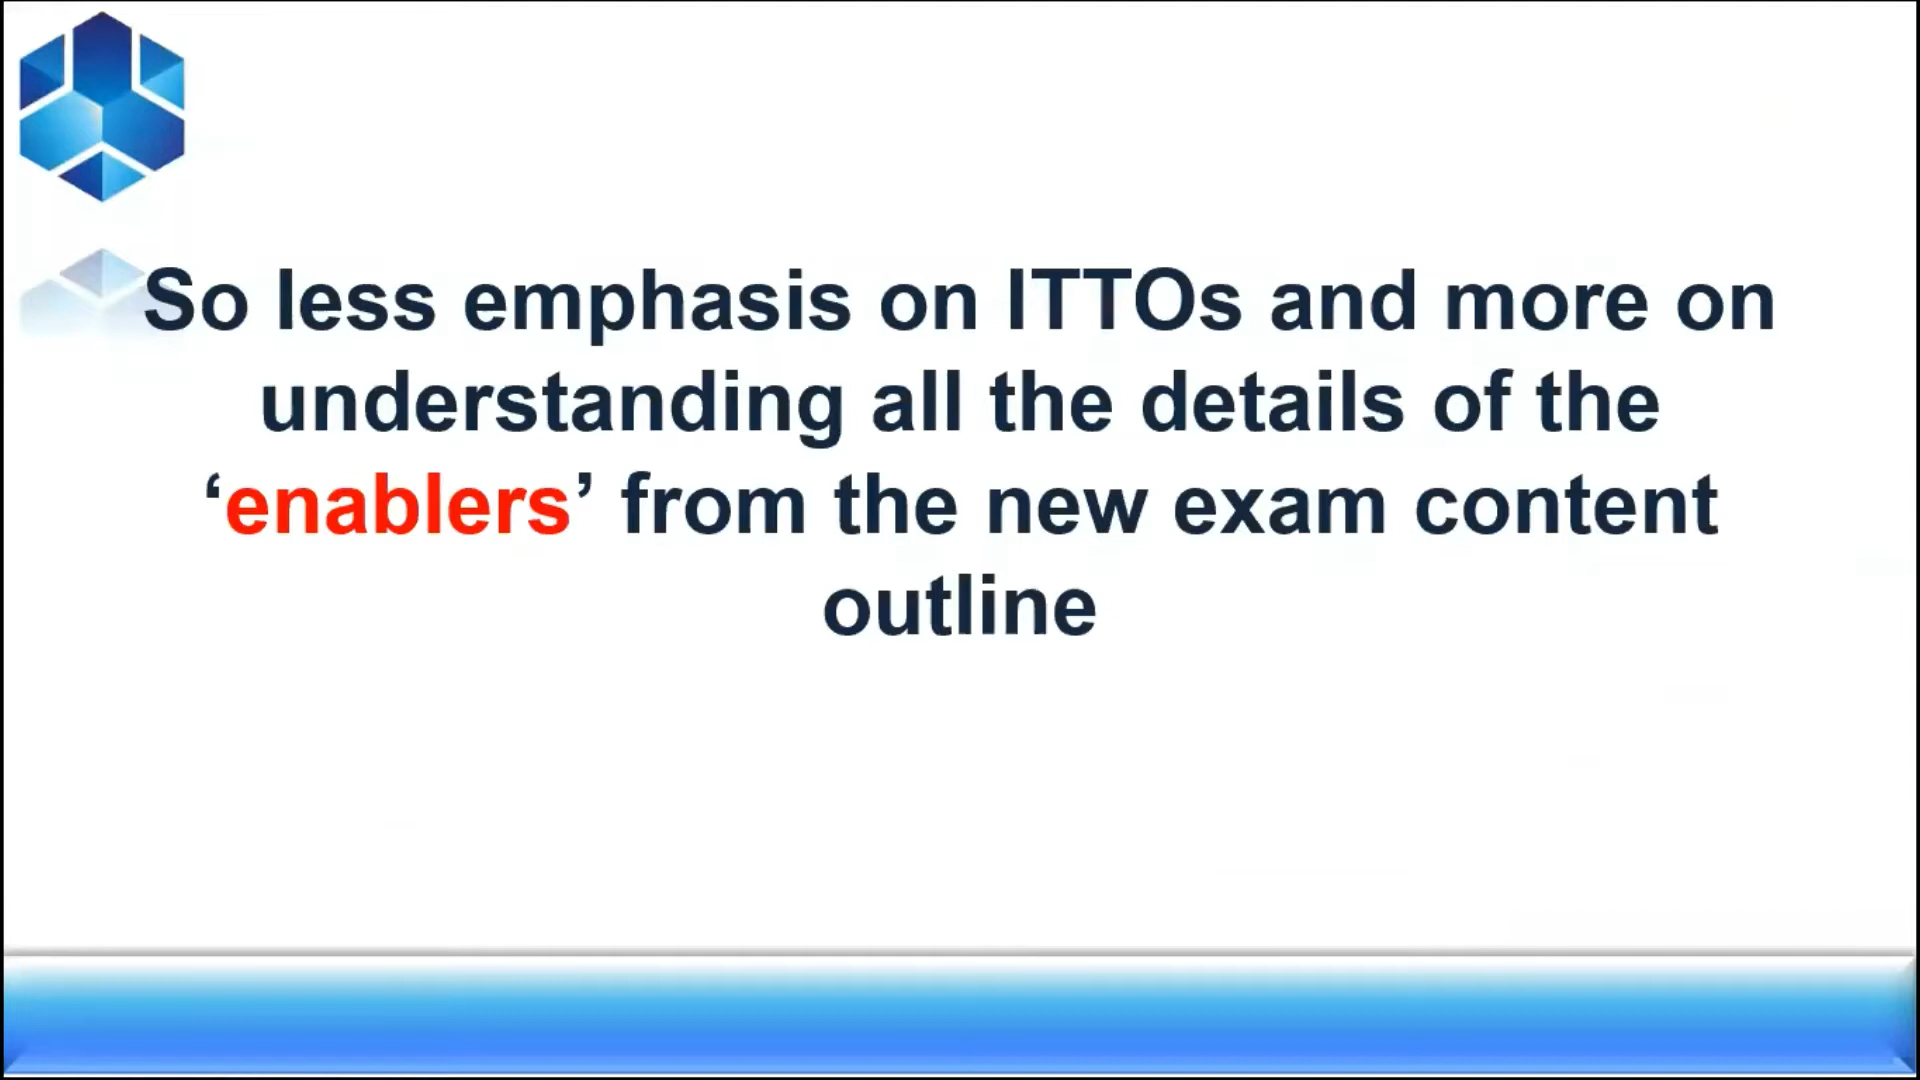 So less emphasis on ITTOs and more on
understanding all the details of the
‘enablers’ from the new exam content
outline